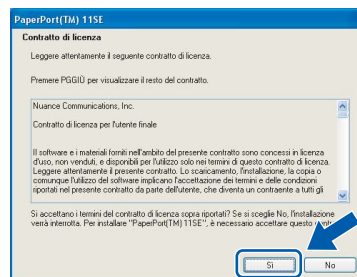 PaperPort(TM) 11SE
Contratto di licenza
Leggere attentamente il seguente contratto di licenza.
Premere PGGIÙ per visualizzare il resto del contratto.
Nuance Communications, Inc.
Contratto di licenza per l'utente finale
Il software e i materiali forniti nell'ambito del presente contratto sono concessi in licenza
d'uso, non venduti, e disponibili per l'utilizzo solo nei termini di questo contratto di licenza.
Leggere attentamente il presente contratto. Lo scaricamento, l'installazione, la copia o
comunque l'utilizzo del software implicano l'accettazione dei termini e delle condizioni
riportati nel presente contratto da parte dell'utente, che diventa un contraente a tutti gli
Si accettano i termini del contratto di licenza sopra riportati? Se si sceglie No, l'installazione
verrà interrotta. Per installare "PaperPort(TM) 11SE", è necessario accettare questo
Sì
No